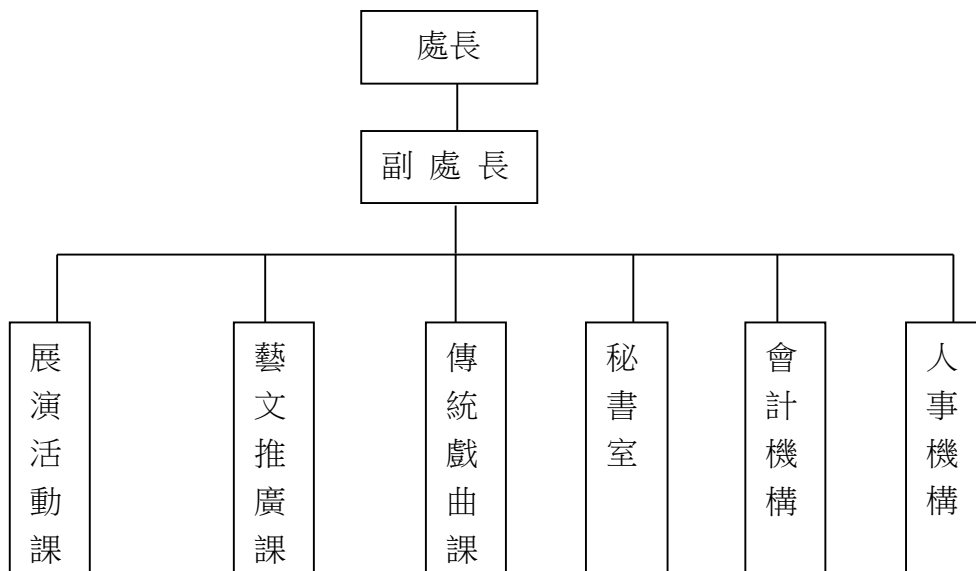 處長
副處長
展演活動課
藝文推廣課
傳統戲曲課
秘書室
會計機構
人事機構